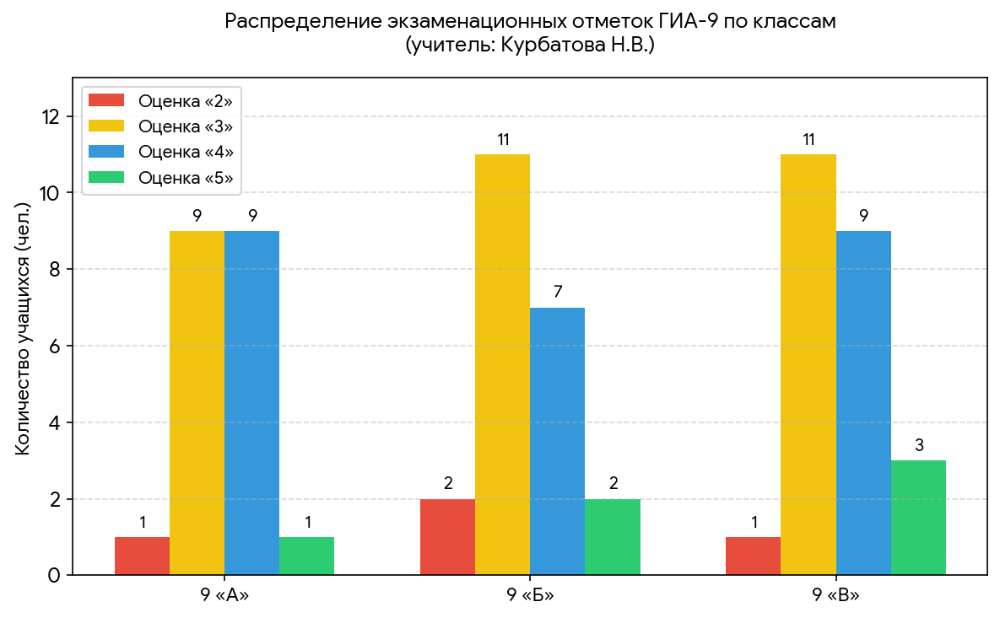 Распределение экзаменационных отметок ГИА-9 по классам
(учитель: Курбатова Н.В.)
Количество учащихся (чел.)
Оценка «2»
Оценка «3»
Оценка «4»
Оценка «5»
12
10
8
6
4
2
0
1
9
9
1
2
11
7
2
1
11
9
3
9 «А»
9 «Б»
9 «В»